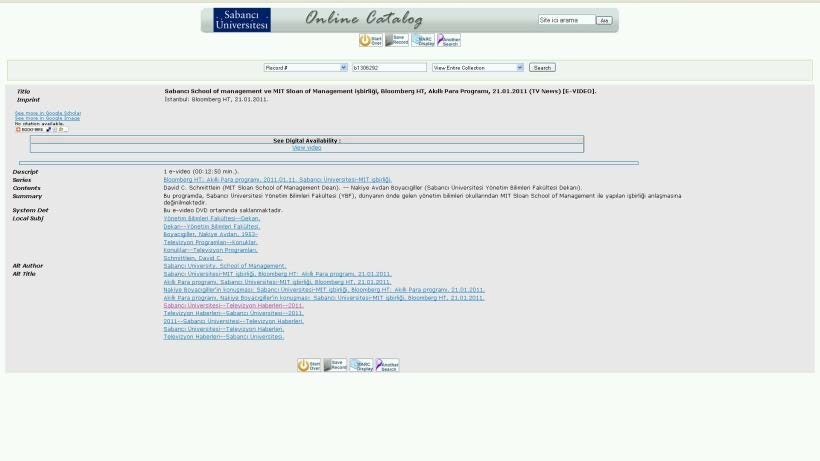 Sabancı
Üniversitesi
Online Catalog
Site içi arama
Ara
Start Over
Save Record
MARC Display
Another Search
Record #
b1306292
View Entire Collection
Search
Title Sabancı School of management ve MIT Sloan of Management işbirliği, Bloomberg HT, Akıllı Para Programı, 21.01.2011 (TV News) [E-VIDEO].
Imprint İstanbul: Bloomberg HT, 21.01.2011.
See more in Google Scholar
See more in Google Image
No citation available.
BOOKMARK
See Digital Availability :
View video
Descript 1 e-video (00:12:50 min.).
Series Bloomberg HT; Akıllı Para programı, 2011.01.11. Sabancı Üniversitesi-MIT işbirliği.
Contents David C. Schmittlein (MIT Sloan School of Management Dean). -- Nakiye Avdan Boyacıgiller (Sabancı Üniversitesi Yönetim Bilimleri Fakültesi Dekanı).
Summary Bu programda, Sabancı Üniversitesi Yönetim Bilimleri Fakültesi (YBF), dünyanın önde gelen yönetim bilimleri okullarından MIT Sloan School of Management ile yapılan işbirliği anlaşmasına
değinilmektedir.
System Det Bu e-video DVD ortamında saklanmaktadır.
Local Subj Yönetim Bilimleri Fakültesi--Dekan.
Dekan--Yönetim Bilimleri Fakültesi.
Boyacıgiller, Nakiye Avdan, 1953-
Televizyon Programları--Konuklar.
Konuklar--Televizyon Programları.
Schmittlein, David C.
Alt Author Sabancı University. School of Management.
Alt Title Sabancı Üniversitesi-MIT işbirliği, Bloomberg HT: Akıllı Para programı, 21.01.2011.
Akıllı Para programı, Sabancı Üniversitesi-MIT işbirliği, Bloomberg HT, 21.01.2011.
Nakiye Boyacıgiller'in konuşması: Sabancı Üniversitesi-MIT işbirliği, Bloomberg HT: Akıllı Para programı, 21.01.2011.
Akıllı Para programı, Nakiye Boyacıgiller'in konuşması: Sabancı Üniversitesi-MIT işbirliği, Bloomberg HT, 21.01.2011.
Sabancı Üniversitesi--Televizyon Haberleri--2011.
Televizyon Haberleri--Sabancı Üniversitesi--2011.
2011--Sabancı Üniversitesi--Televizyon Haberleri.
Sabancı Üniversitesi--Televizyon Haberleri.
Televizyon Haberleri--Sabancı Üniversitesi.
Start Over
Save Record
MARC Display
Another Search